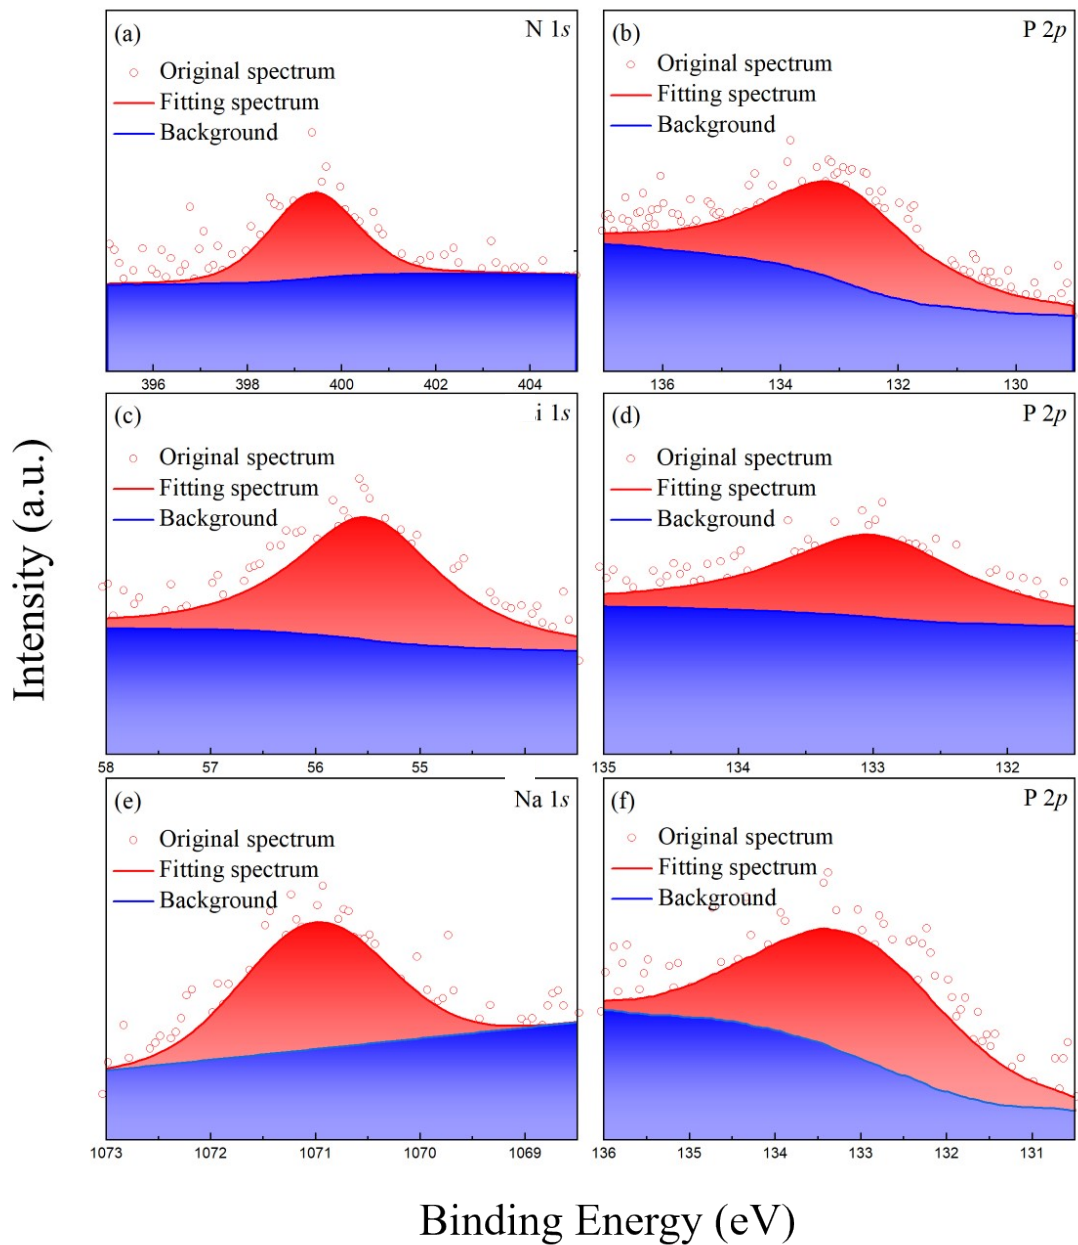 (a) N 1s
Original spectrum
Fitting spectrum
Background
396 398 400 402 404
(b) P 2p
Original spectrum
Fitting spectrum
Background
136 134 132 130
(c) i 1s
Original spectrum
Fitting spectrum
Background
58 57 56 55
(d) P 2p
Original spectrum
Fitting spectrum
Background
135 134 133 132
(e) Na 1s
Original spectrum
Fitting spectrum
Background
1073 1072 1071 1070 1069
(f) P 2p
Original spectrum
Fitting spectrum
Background
136 135 134 133 132 131
Intensity (a.u.)
Binding Energy (eV)